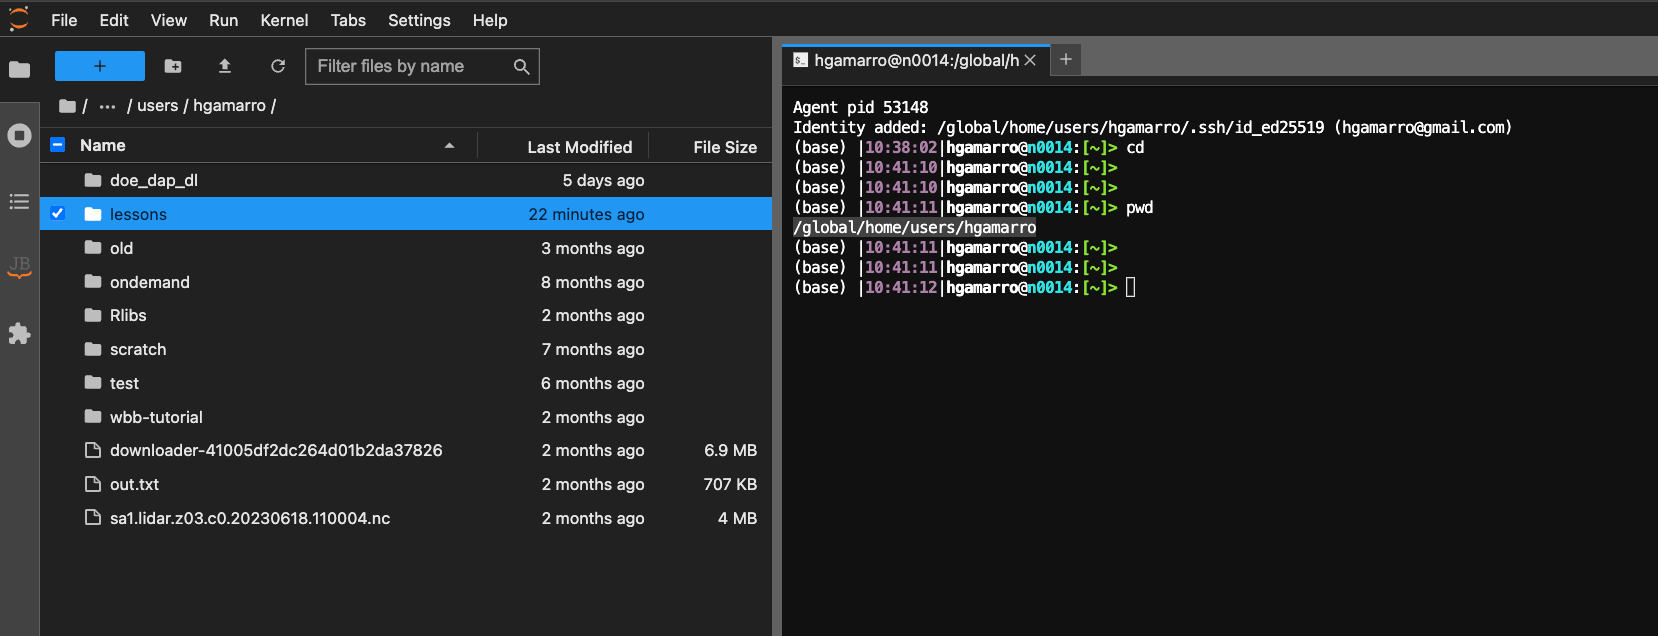 File Edit View Run Kernel Tabs Settings Help
+
Filter files by name
/ ··· / users / hgamarro /
Name Last Modified File Size
doe_dap_dl 5 days ago
lessons 22 minutes ago
old 3 months ago
ondemand 8 months ago
Rlibs 2 months ago
scratch 7 months ago
test 6 months ago
wbb-tutorial 2 months ago
downloader-41005df2dc264d01b2da37826 2 months ago 6.9 MB
out.txt 2 months ago 707 KB
sa1.lidar.z03.c0.20230618.110004.nc 2 months ago 4 MB
JB
$_ hgamarro@n0014:/global/h × +
Agent pid 53148
Identity added: /global/home/users/hgamarro/.ssh/id_ed25519 (hgamarro@gmail.com)
(base) |10:38:02|hgamarro@n0014:[~]> cd
(base) |10:41:10|hgamarro@n0014:[~]>
(base) |10:41:10|hgamarro@n0014:[~]>
(base) |10:41:11|hgamarro@n0014:[~]> pwd
/global/home/users/hgamarro
(base) |10:41:11|hgamarro@n0014:[~]>
(base) |10:41:11|hgamarro@n0014:[~]>
(base) |10:41:12|hgamarro@n0014:[~]>